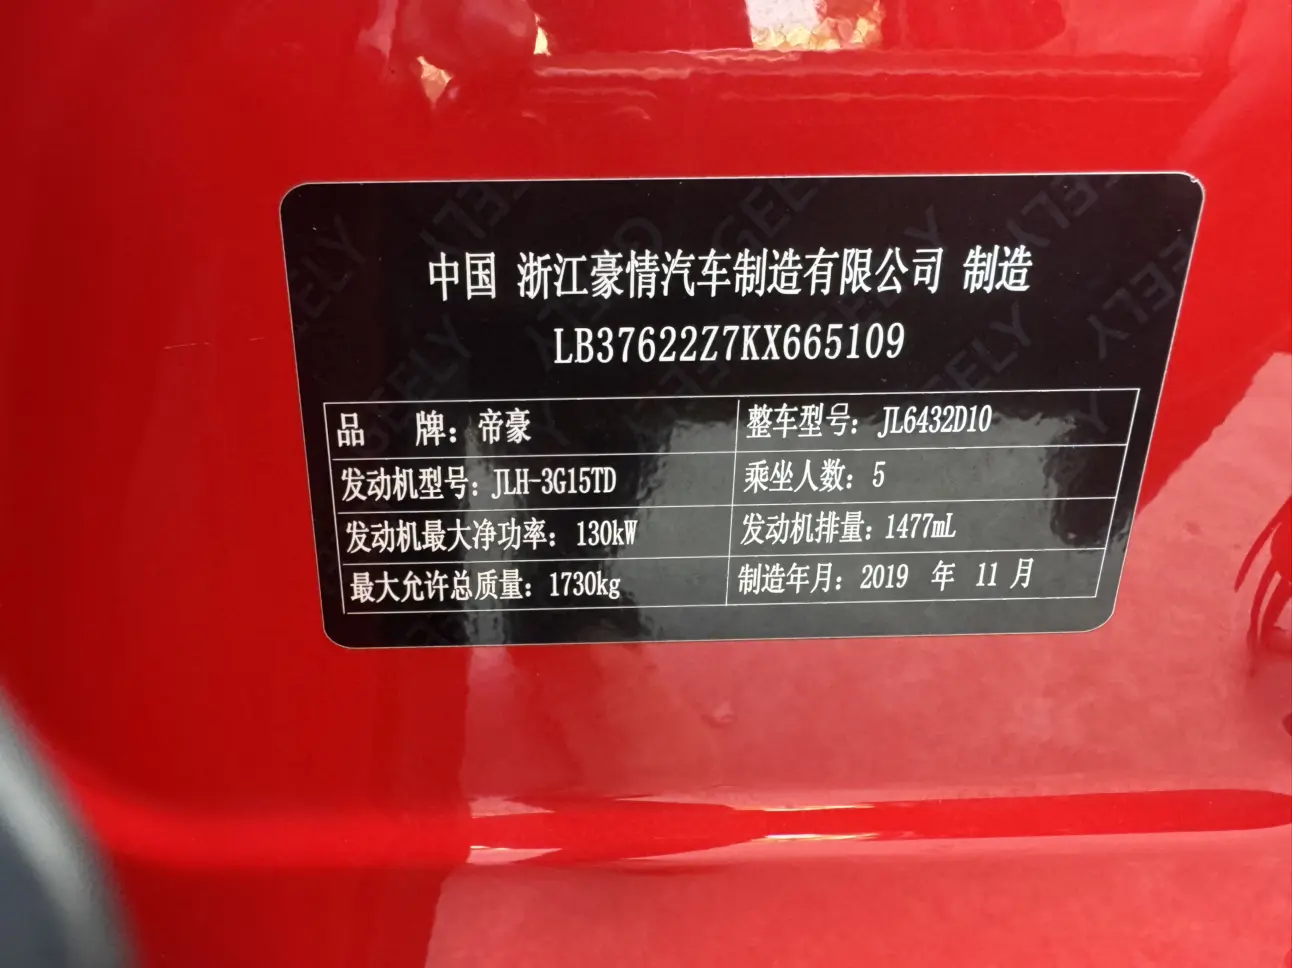 中国 浙江豪情汽车制造有限公司 制造
LB37622Z7KX665109
品 牌：帝豪 整车型号：JL6432D10
发动机型号：JLH-3G15TD 乘坐人数：5
发动机最大净功率：130kW 发动机排量：1477mL
最大允许总质量：1730kg 制造年月：2019 年 11 月